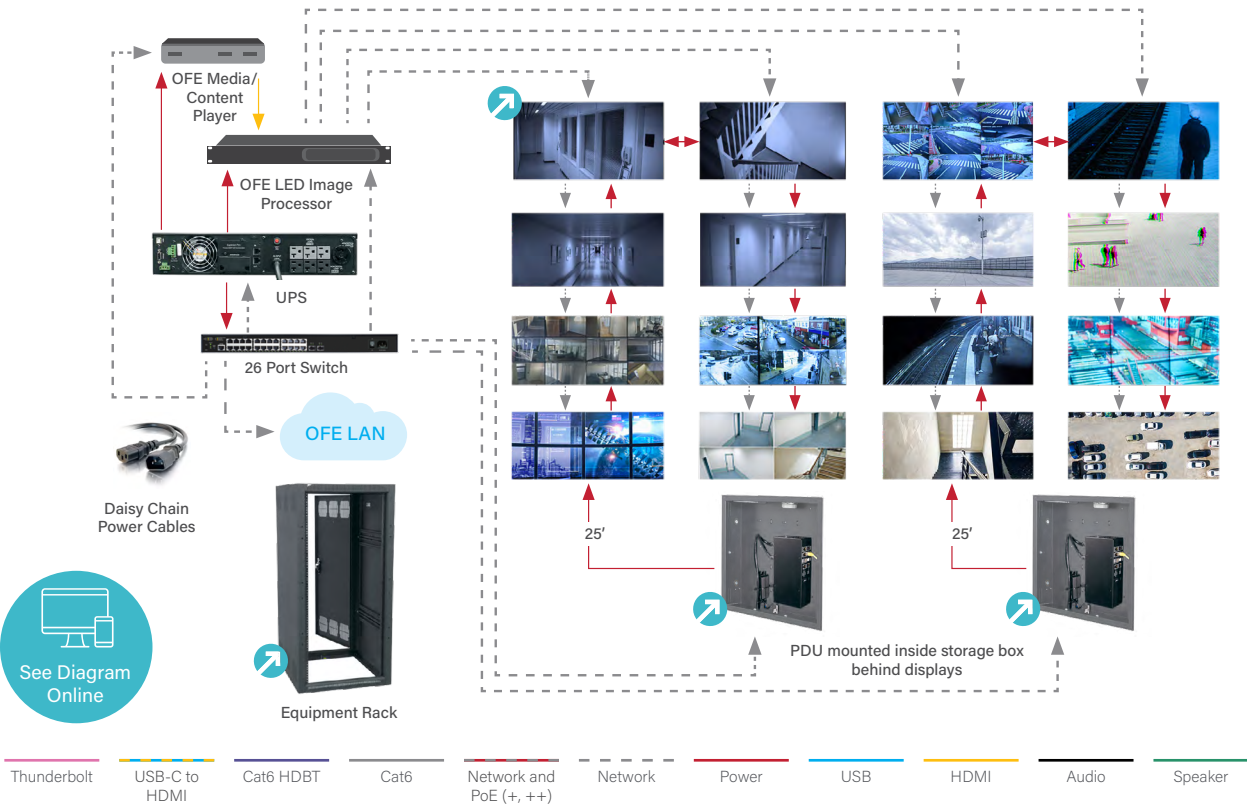 OFE Media/
Content
Player
OFE LED Image
Processor
UPS
26 Port Switch
OFE LAN
Daisy Chain
Power Cables
Equipment Rack
See Diagram
Online
25’
25’
PDU mounted inside storage box
behind displays
Thunderbolt
USB-C to
HDMI
Cat6 HDBT
Cat6
Network and
PoE (+, ++)
Network
Power
USB
HDMI
Audio
Speaker